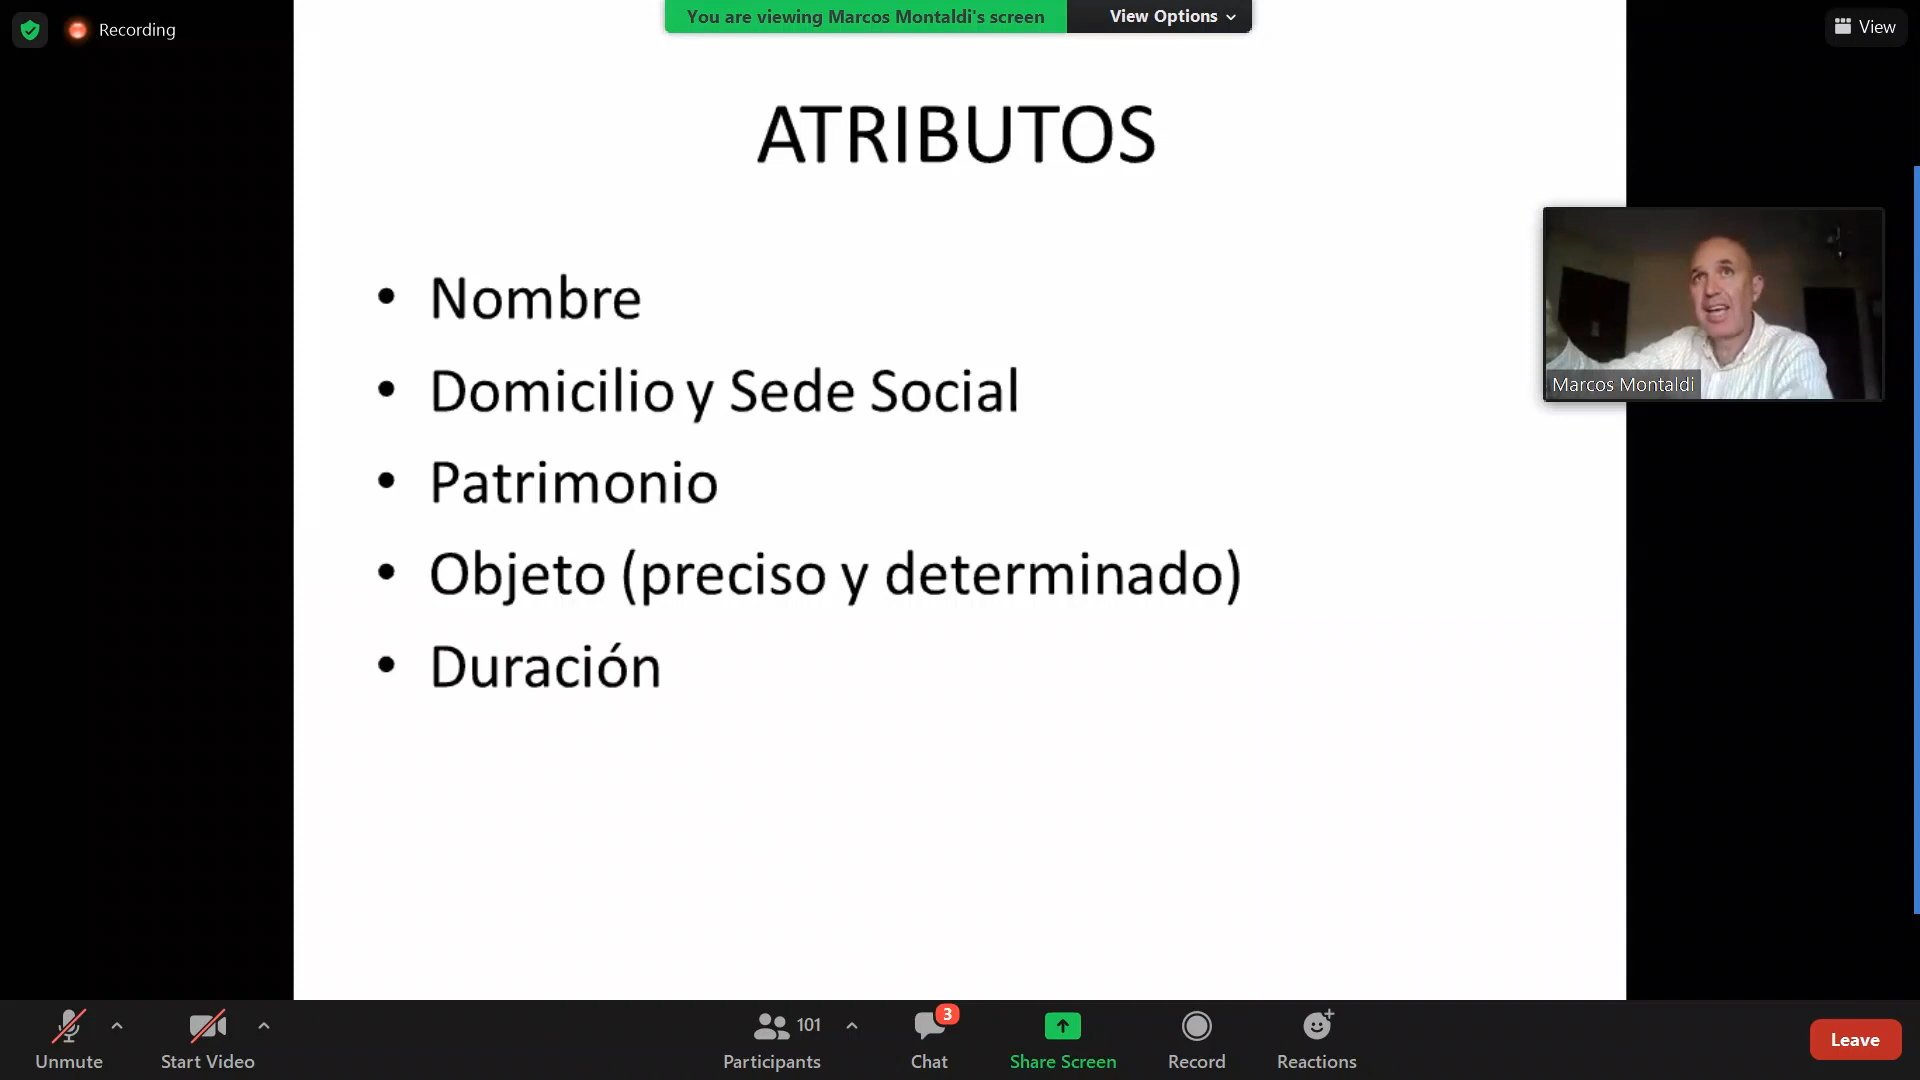 Recording
You are viewing Marcos Montaldi's screen
View Options
View
ATRIBUTOS
• Nombre
• Domicilio y Sede Social
• Patrimonio
• Objeto (preciso y determinado)
• Duración
Marcos Montaldi
Unmute
Start Video
101
Participants
3
Chat
Share Screen
Record
Reactions
Leave